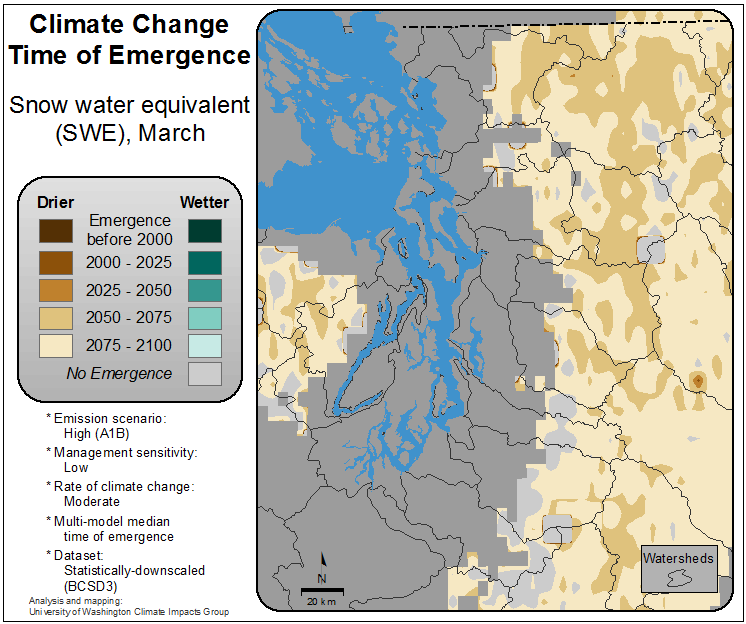 Climate Change
Time of Emergence
Snow water equivalent
(SWE), March
Drier Wetter
Emergence
before 2000
2000 - 2025
2025 - 2050
2050 - 2075
2075 - 2100
No Emergence
* Emission scenario:
High (A1B)
* Management sensitivity:
Low
* Rate of climate change:
Moderate
* Multi-model median
time of emergence
* Dataset:
Statistically-downscaled
(BCSD3)
Analysis and mapping:
University of Washington Climate Impacts Group
N
20 km
Watersheds